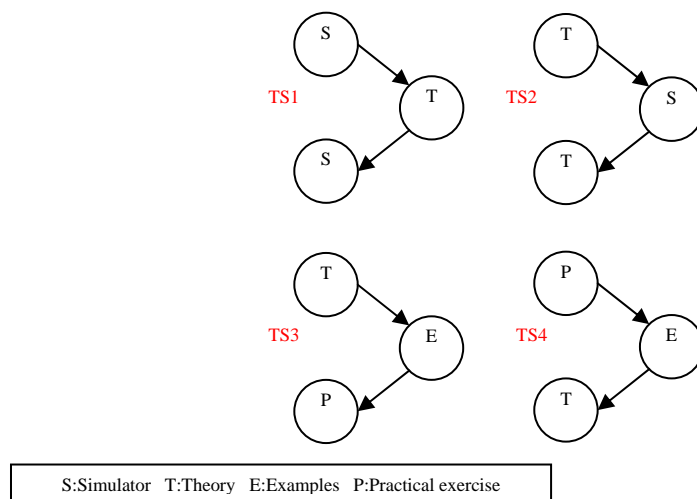 S
TS1
T
S
T
TS2
S
T
T
TS3
E
P
P
TS4
E
T
S:Simulator T:Theory E:Examples P:Practical exercise